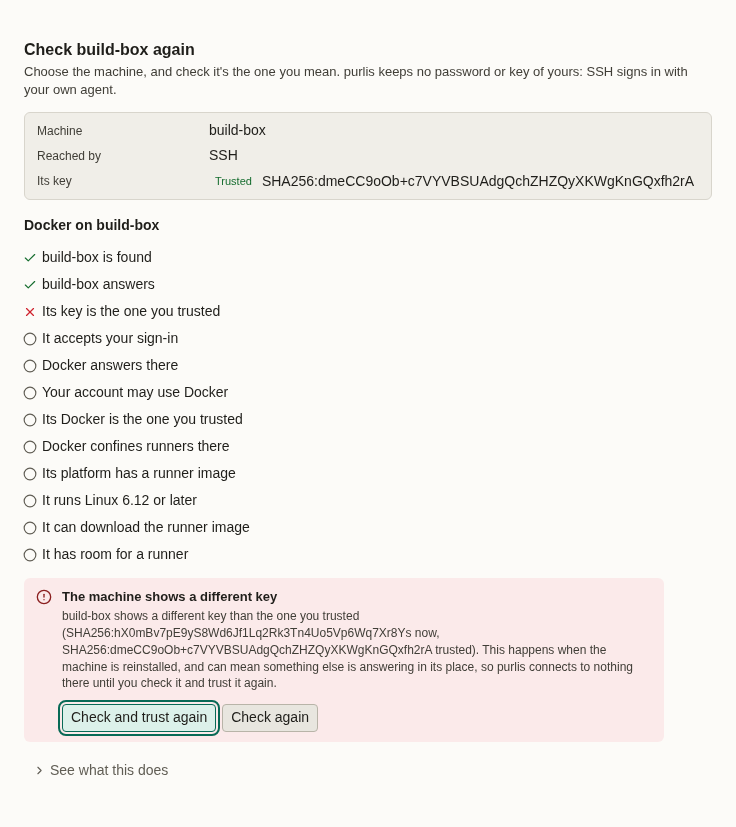 Check build-box again
Choose the machine, and check it's the one you mean. purlis keeps no password or key of yours: SSH signs in with
your own agent.
Machine build-box
Reached by SSH
Its key Trusted SHA256:dmeCC9oOb+c7VYVBSUAdgQchZHZQyXKWgKnGQxfh2rA
Docker on build-box
build-box is found
build-box answers
Its key is the one you trusted
It accepts your sign-in
Docker answers there
Your account may use Docker
Its Docker is the one you trusted
Docker confines runners there
Its platform has a runner image
It runs Linux 6.12 or later
It can download the runner image
It has room for a runner
The machine shows a different key
build-box shows a different key than the one you trusted
(SHA256:hX0mBv7pE9yS8Wd6Jf1Lq2Rk3Tn4Uo5Vp6Wq7Xr8Ys now,
SHA256:dmeCC9oOb+c7VYVBSUAdgQchZHZQyXKWgKnGQxfh2rA trusted). This happens when the
machine is reinstalled, and can mean something else is answering in its place, so purlis connects to nothing
there until you check it and trust it again.
Check and trust again Check again
See what this does